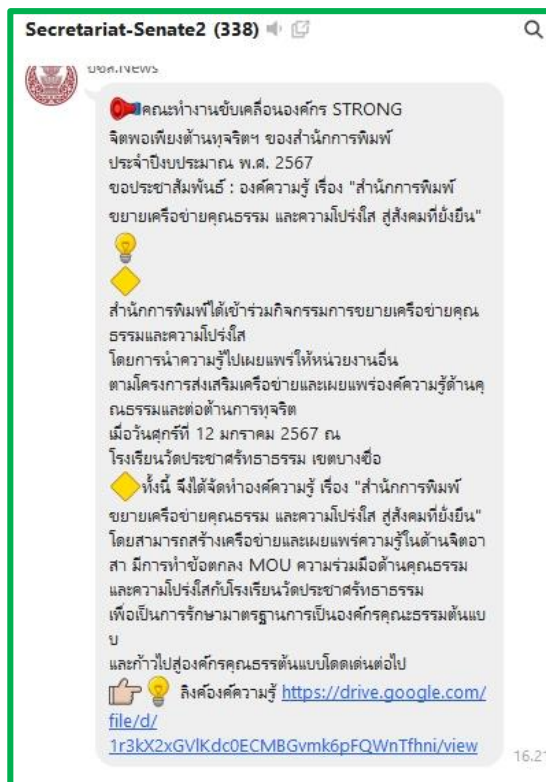 Secretariat-Senate2 (338)
ปชส.News
คณะทำงานขับเคลื่อนองค์กร STRONG
จิตพอเพียงต้านทุจริตฯ ของสำนักการพิมพ์
ประจำปีงบประมาณ พ.ศ. 2567
ขอประชาสัมพันธ์ : องค์ความรู้ เรื่อง "สำนักการพิมพ์
ขยายเครือข่ายคุณธรรม และความโปร่งใส สู่สังคมที่ยั่งยืน"
สำนักการพิมพ์ได้เข้าร่วมกิจกรรมการขยายเครือข่ายคุณ
ธรรมและความโปร่งใส
โดยการนำความรู้ไปเผยแพร่ให้หน่วยงานอื่น
ตามโครงการส่งเสริมเครือข่ายและเผยแพร่องค์ความรู้ด้านคุ
ณธรรมและต่อต้านการทุจริต
เมื่อวันศุกร์ที่ 12 มกราคม 2567 ณ
โรงเรียนวัดประชาศรัทธาธรรม เขตบางซื่อ
ทั้งนี้ จึงได้จัดทำองค์ความรู้ เรื่อง "สำนักการพิมพ์
ขยายเครือข่ายคุณธรรม และความโปร่งใส สู่สังคมที่ยั่งยืน"
โดยสามารถสร้างเครือข่ายและเผยแพร่ความรู้ในด้านจิตอา
สา มีการทำข้อตกลง MOU ความร่วมมือด้านคุณธรรม
และความโปร่งใสกับโรงเรียนวัดประชาศรัทธาธรรม
เพื่อเป็นการรักษามาตรฐานการเป็นองค์กรคุณะธรรมต้นแบ
บ
และก้าวไปสู่องค์กรคุณธรรต้นแบบโดดเด่นต่อไป
ลิงค์องค์ความรู้ https://drive.google.com/
file/d/
1r3kX2xGVlKdc0ECMBGvmk6pFQWnTfhni/view
16.21